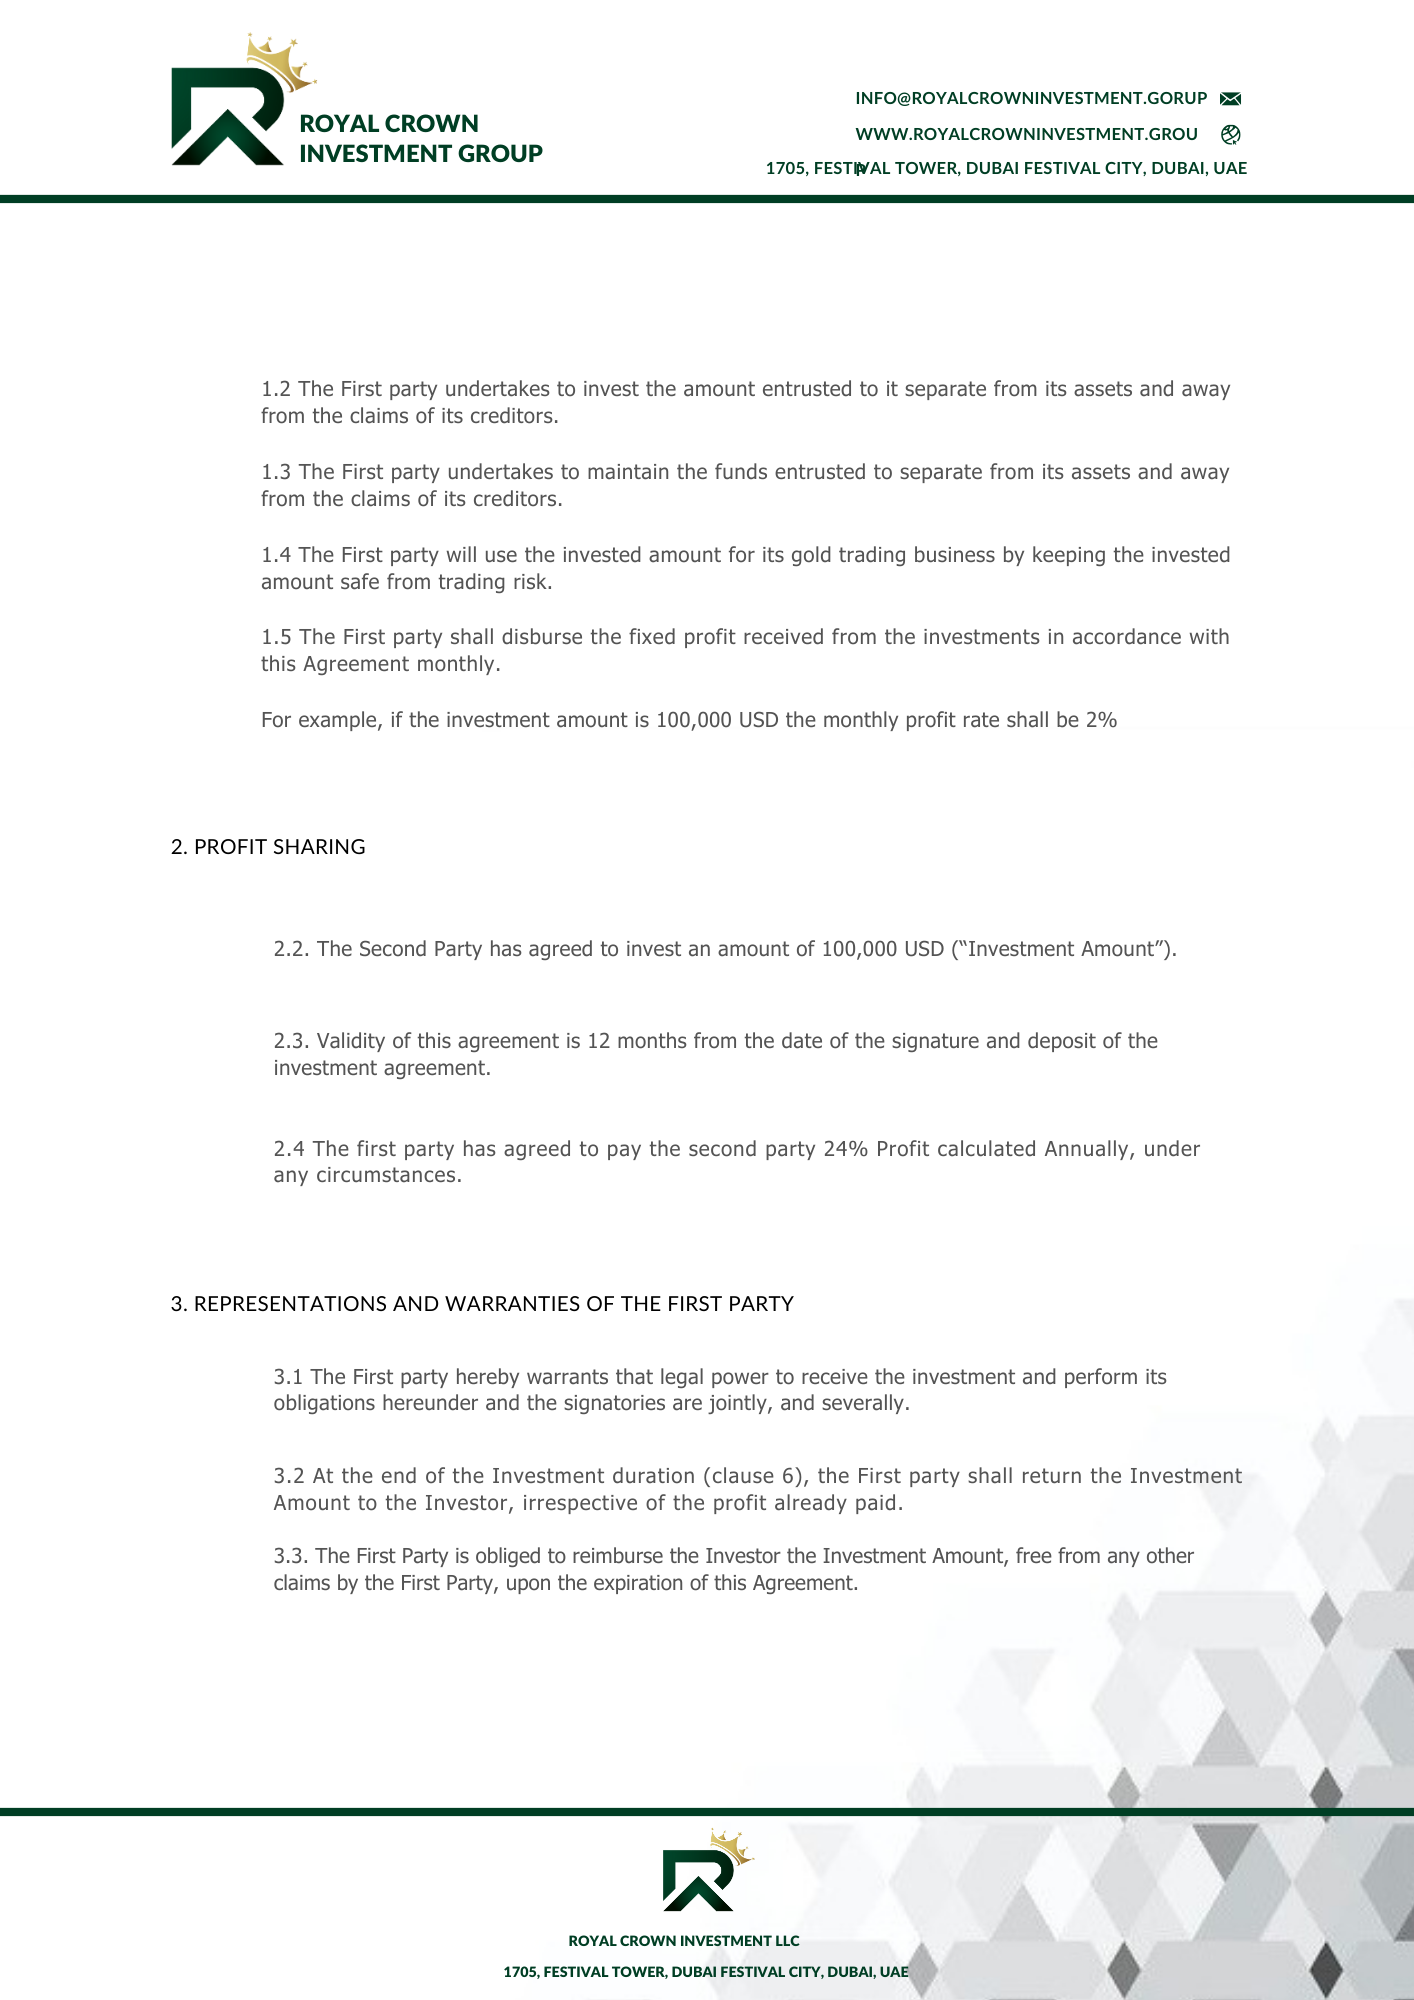 ROYAL CROWN
INVESTMENT GROUP
INFO@ROYALCROWNINVESTMENT.GORUP
WWW.ROYALCROWNINVESTMENT.GROU
P
1705, FESTIVAL TOWER, DUBAI FESTIVAL CITY, DUBAI, UAE
1.2 The First party undertakes to invest the amount entrusted to it separate from its assets and away
from the claims of its creditors.
1.3 The First party undertakes to maintain the funds entrusted to separate from its assets and away
from the claims of its creditors.
1.4 The First party will use the invested amount for its gold trading business by keeping the invested
amount safe from trading risk.
1.5 The First party shall disburse the fixed profit received from the investments in accordance with
this Agreement monthly.
For example, if the investment amount is 100,000 USD the monthly profit rate shall be 2%
2. PROFIT SHARING
2.2. The Second Party has agreed to invest an amount of 100,000 USD (“Investment Amount”).
2.3. Validity of this agreement is 12 months from the date of the signature and deposit of the
investment agreement.
2.4 The first party has agreed to pay the second party 24% Profit calculated Annually, under
any circumstances.
3. REPRESENTATIONS AND WARRANTIES OF THE FIRST PARTY
3.1 The First party hereby warrants that legal power to receive the investment and perform its
obligations hereunder and the signatories are jointly, and severally.
3.2 At the end of the Investment duration (clause 6), the First party shall return the Investment
Amount to the Investor, irrespective of the profit already paid.
3.3. The First Party is obliged to reimburse the Investor the Investment Amount, free from any other
claims by the First Party, upon the expiration of this Agreement.
ROYAL CROWN INVESTMENT LLC
1705, FESTIVAL TOWER, DUBAI FESTIVAL CITY, DUBAI, UAE